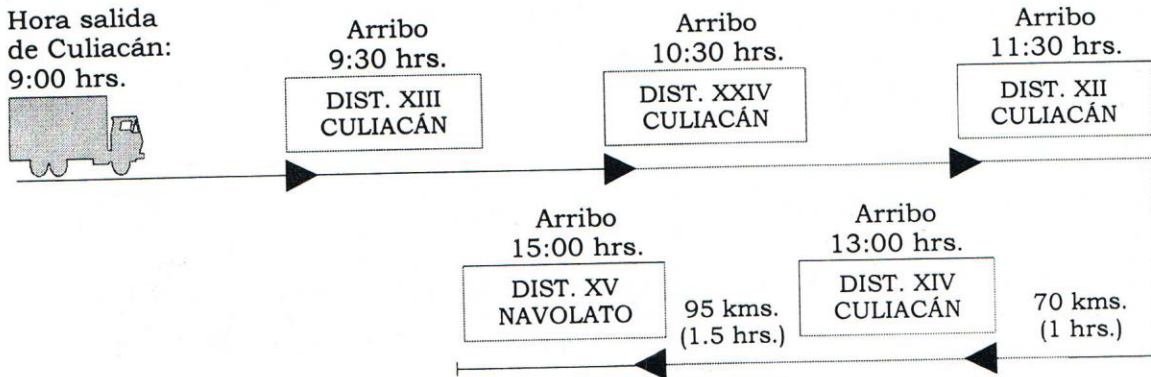 Hora salida
de Culiacán:
9:00 hrs.
Arribo
9:30 hrs.
DIST. XIII
CULIACÁN
Arribo
10:30 hrs.
DIST. XXIV
CULIACÁN
Arribo
11:30 hrs.
DIST. XII
CULIACÁN
Arribo
13:00 hrs.
DIST. XIV
CULIACÁN
70 kms.
(1 hrs.)
Arribo
15:00 hrs.
DIST. XV
NAVOLATO
95 kms.
(1.5 hrs.)